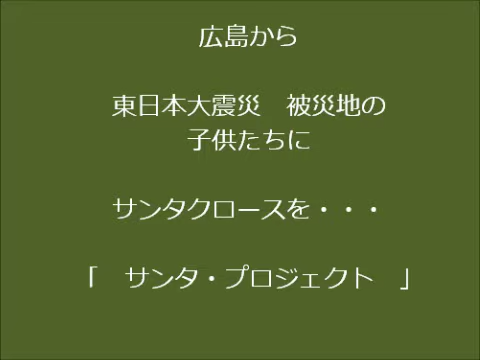 広島から
東日本大震災　被災地の
子供たちに
サンタクロースを・・・
「　サンタ・プロジェクト　」